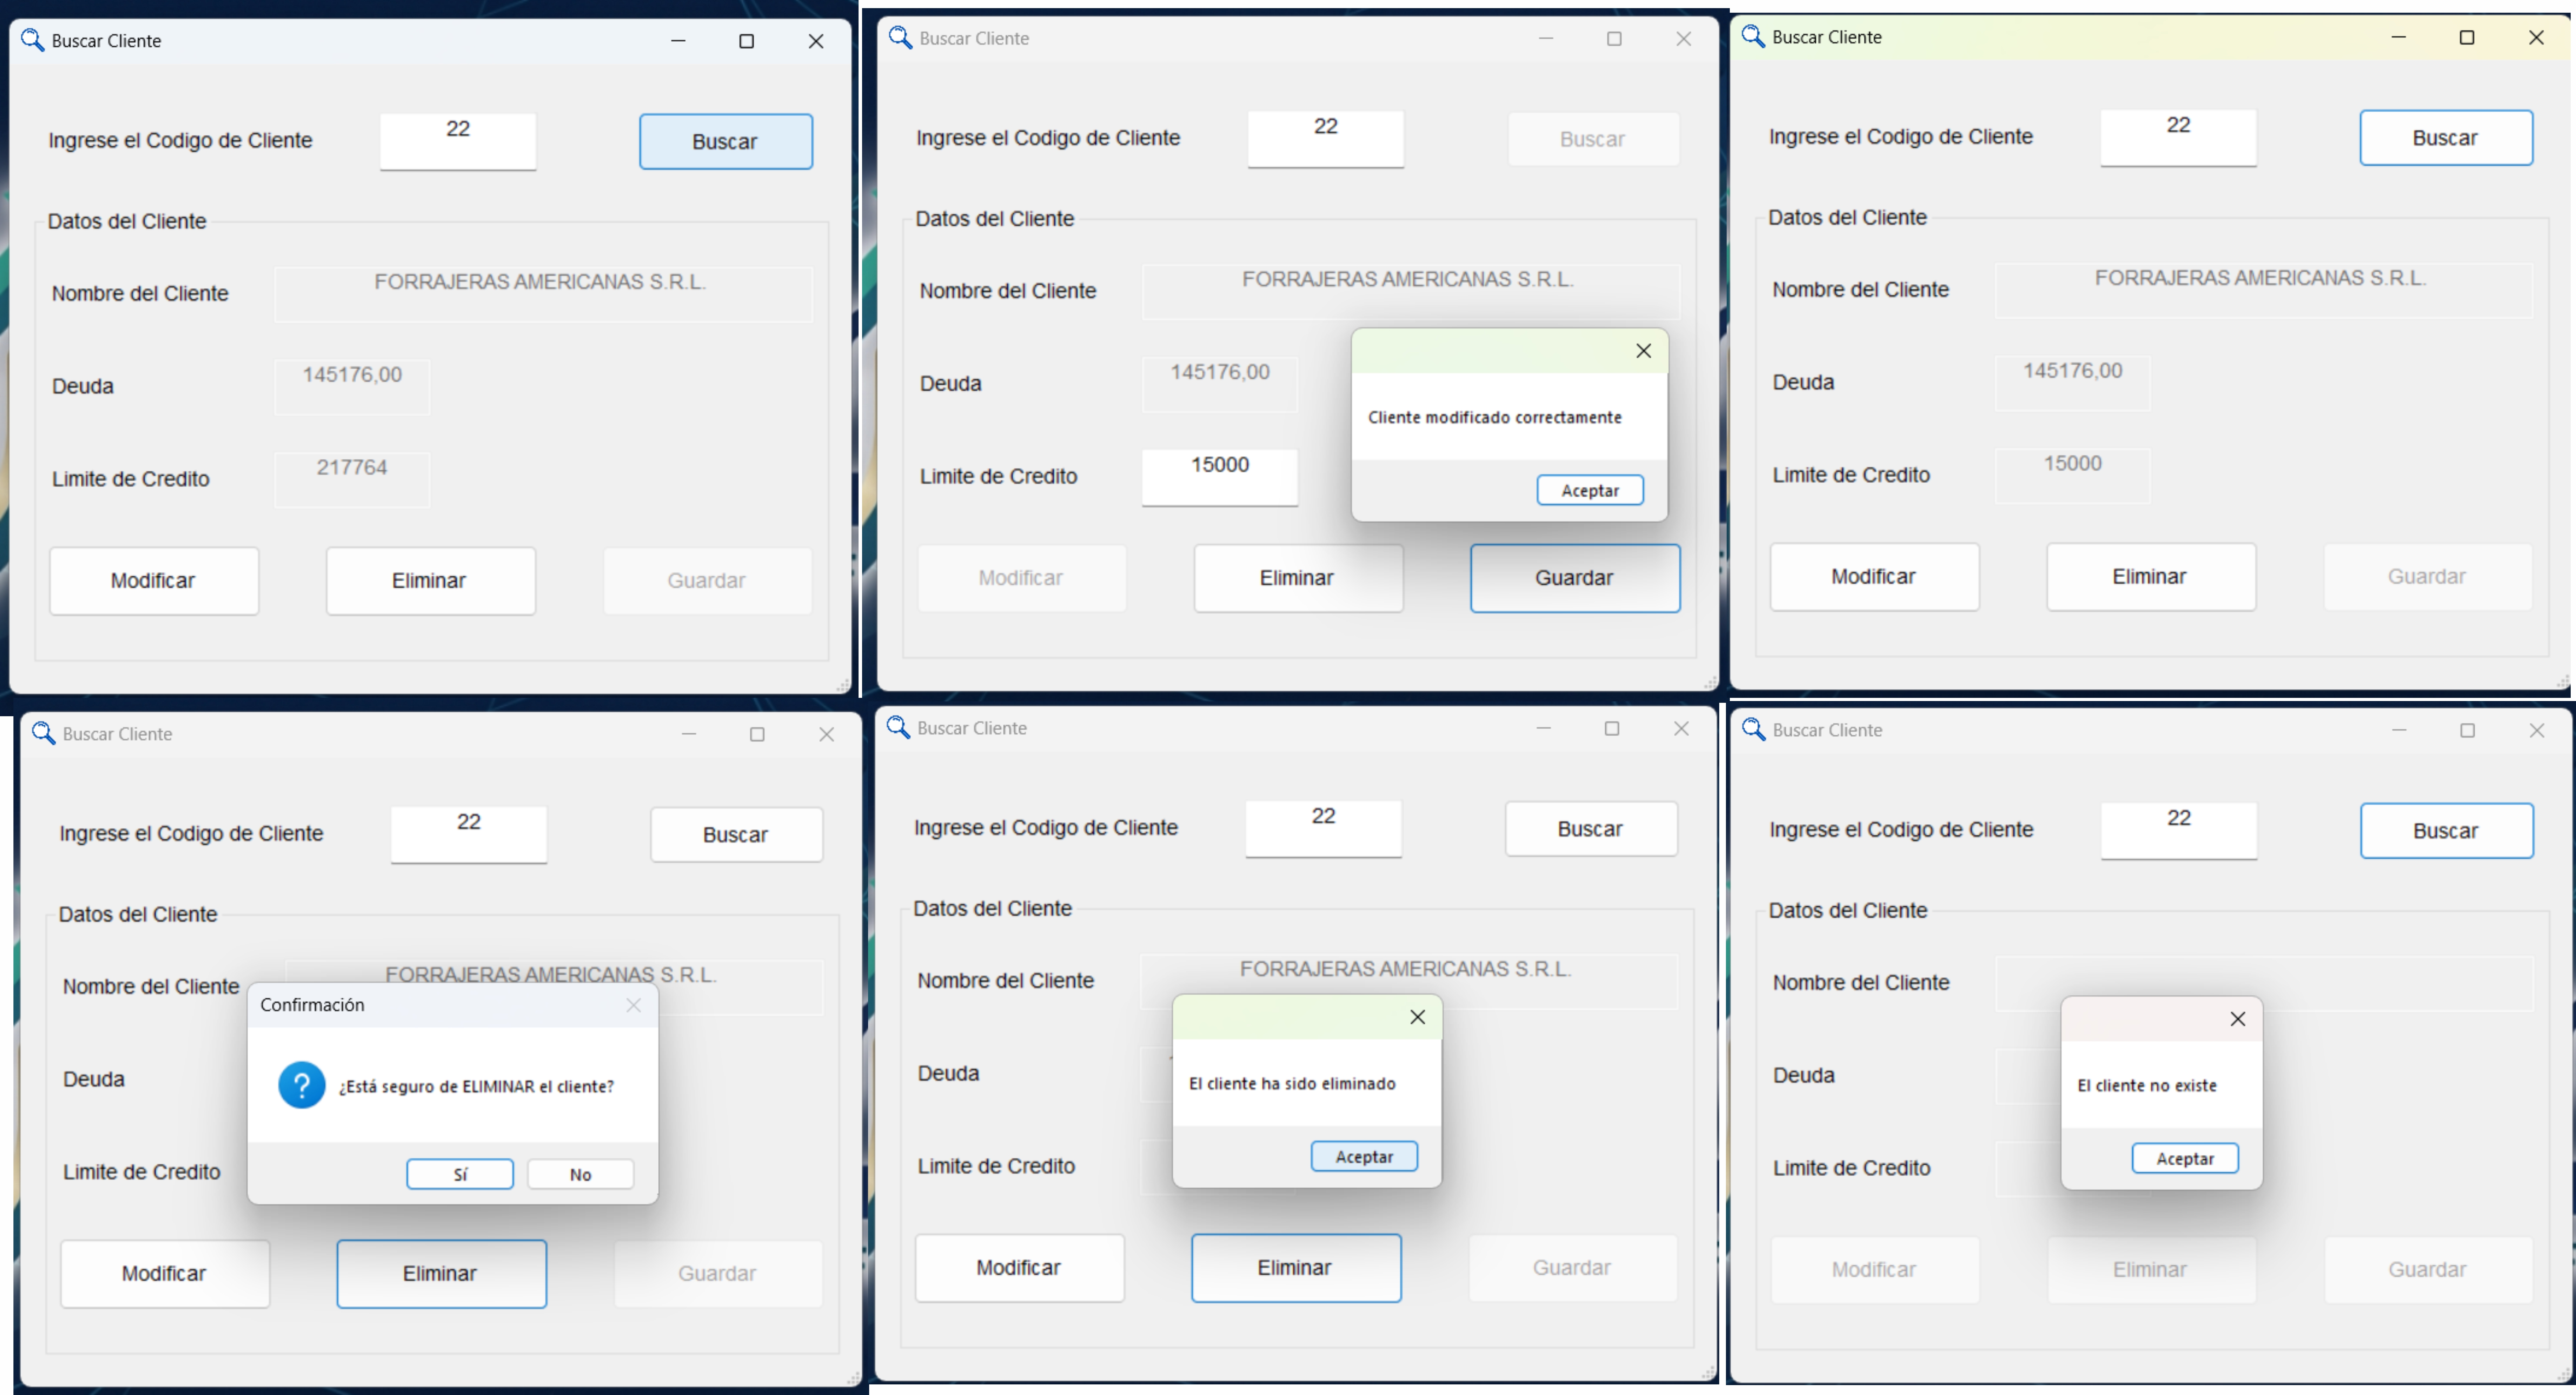 Buscar Cliente
Ingrese el Codigo de Cliente 22 Buscar
Datos del Cliente
Nombre del Cliente FORRAJERAS AMERICANAS S.R.L.
Deuda 145176,00
Limite de Credito 217764
Modificar Eliminar Guardar
Buscar Cliente
Ingrese el Codigo de Cliente 22 Buscar
Datos del Cliente
Nombre del Cliente FORRAJERAS AMERICANAS S.R.L.
Deuda 145176,00
Cliente modificado correctamente
Limite de Credito 15000
Aceptar
Modificar Eliminar Guardar
Buscar Cliente
Ingrese el Codigo de Cliente 22 Buscar
Datos del Cliente
Nombre del Cliente FORRAJERAS AMERICANAS S.R.L.
Deuda 145176,00
Limite de Credito 15000
Modificar Eliminar Guardar
Buscar Cliente
Ingrese el Codigo de Cliente 22 Buscar
Datos del Cliente
Nombre del Cliente FORRAJERAS AMERICANAS S.R.L.
Confirmación
Deuda
¿Está seguro de ELIMINAR el cliente?
Limite de Credito
Sí No
Modificar Eliminar Guardar
Buscar Cliente
Ingrese el Codigo de Cliente 22 Buscar
Datos del Cliente
Nombre del Cliente FORRAJERAS AMERICANAS S.R.L.
Deuda
El cliente ha sido eliminado
Limite de Credito
Aceptar
Modificar Eliminar Guardar
Buscar Cliente
Ingrese el Codigo de Cliente 22 Buscar
Datos del Cliente
Nombre del Cliente
Deuda
El cliente no existe
Limite de Credito
Aceptar
Modificar Eliminar Guardar